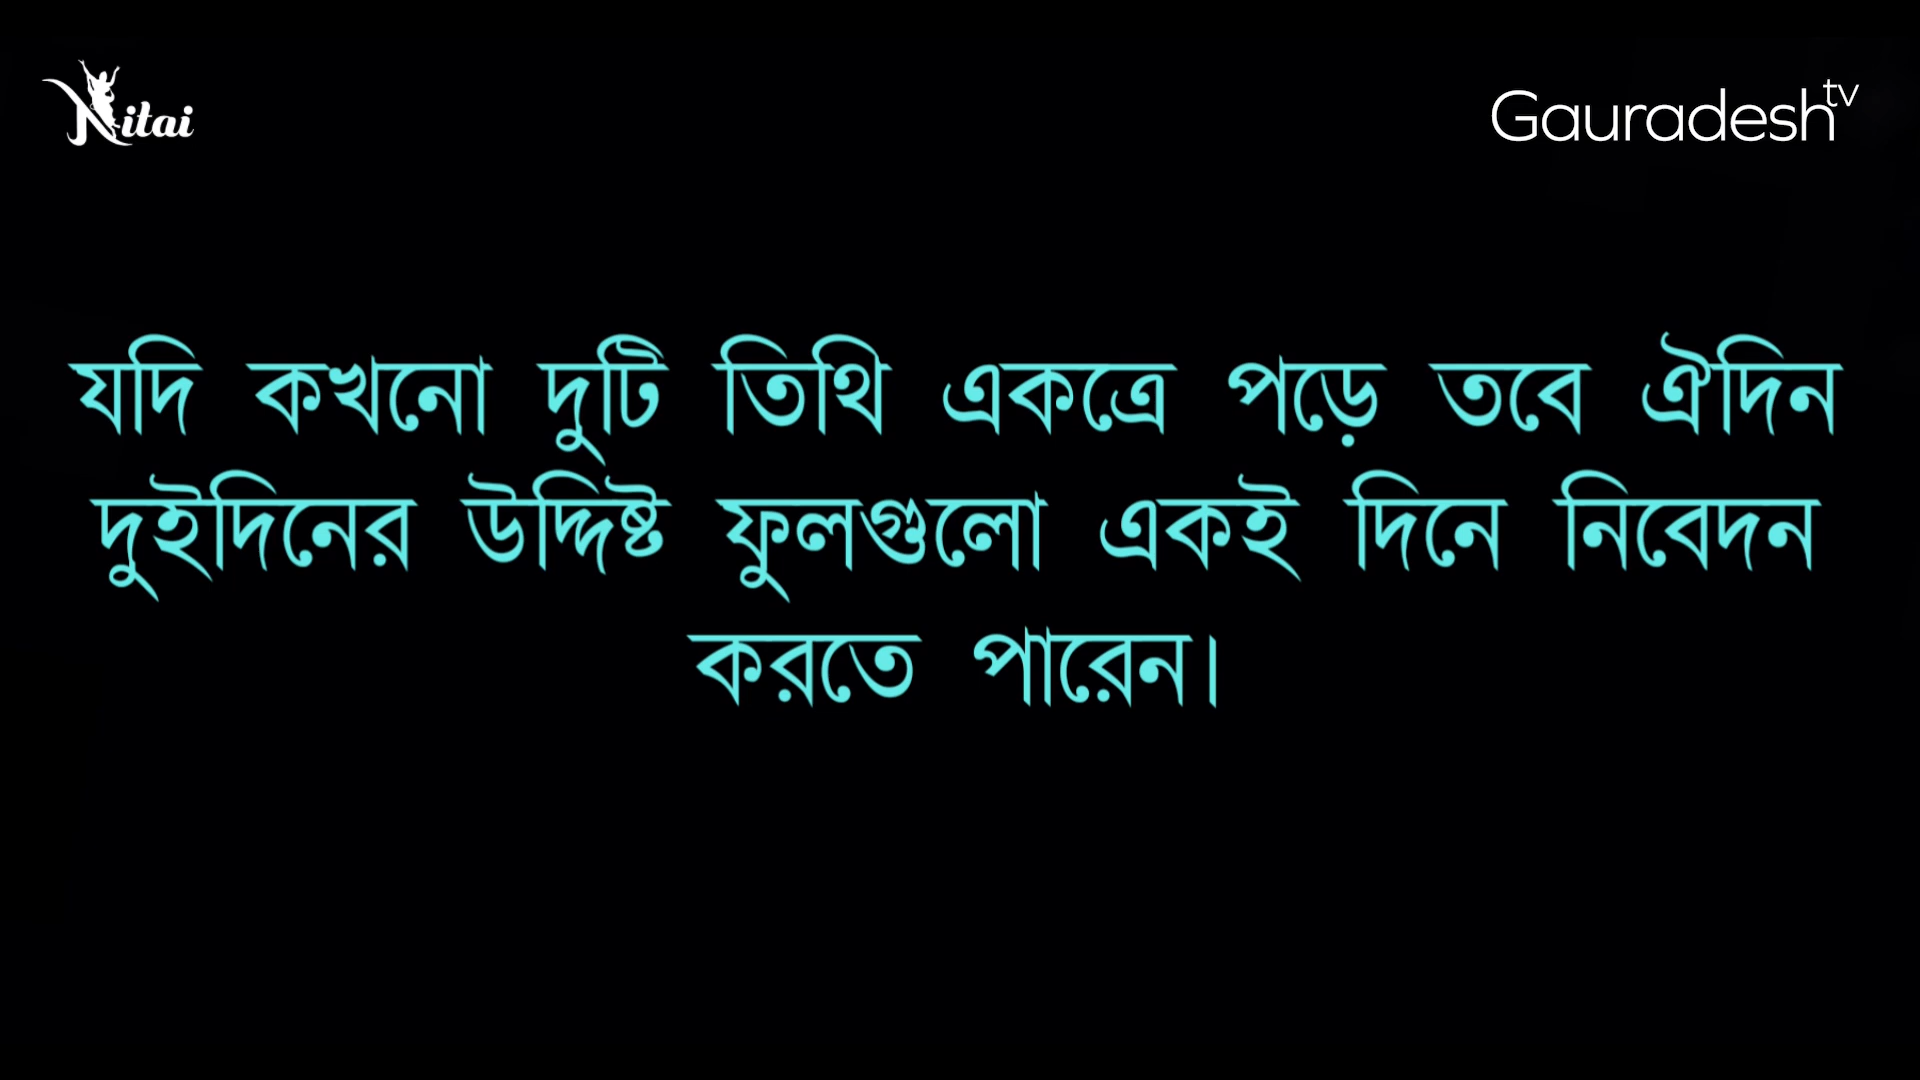 Nitai
Gauradesh tv
যদি কখনো দুটি তিথি একত্রে পড়ে তবে ঐদিন
দুইদিনের উদ্দিষ্ট ফুলগুলো একই দিনে নিবেদন
করতে পারেন।